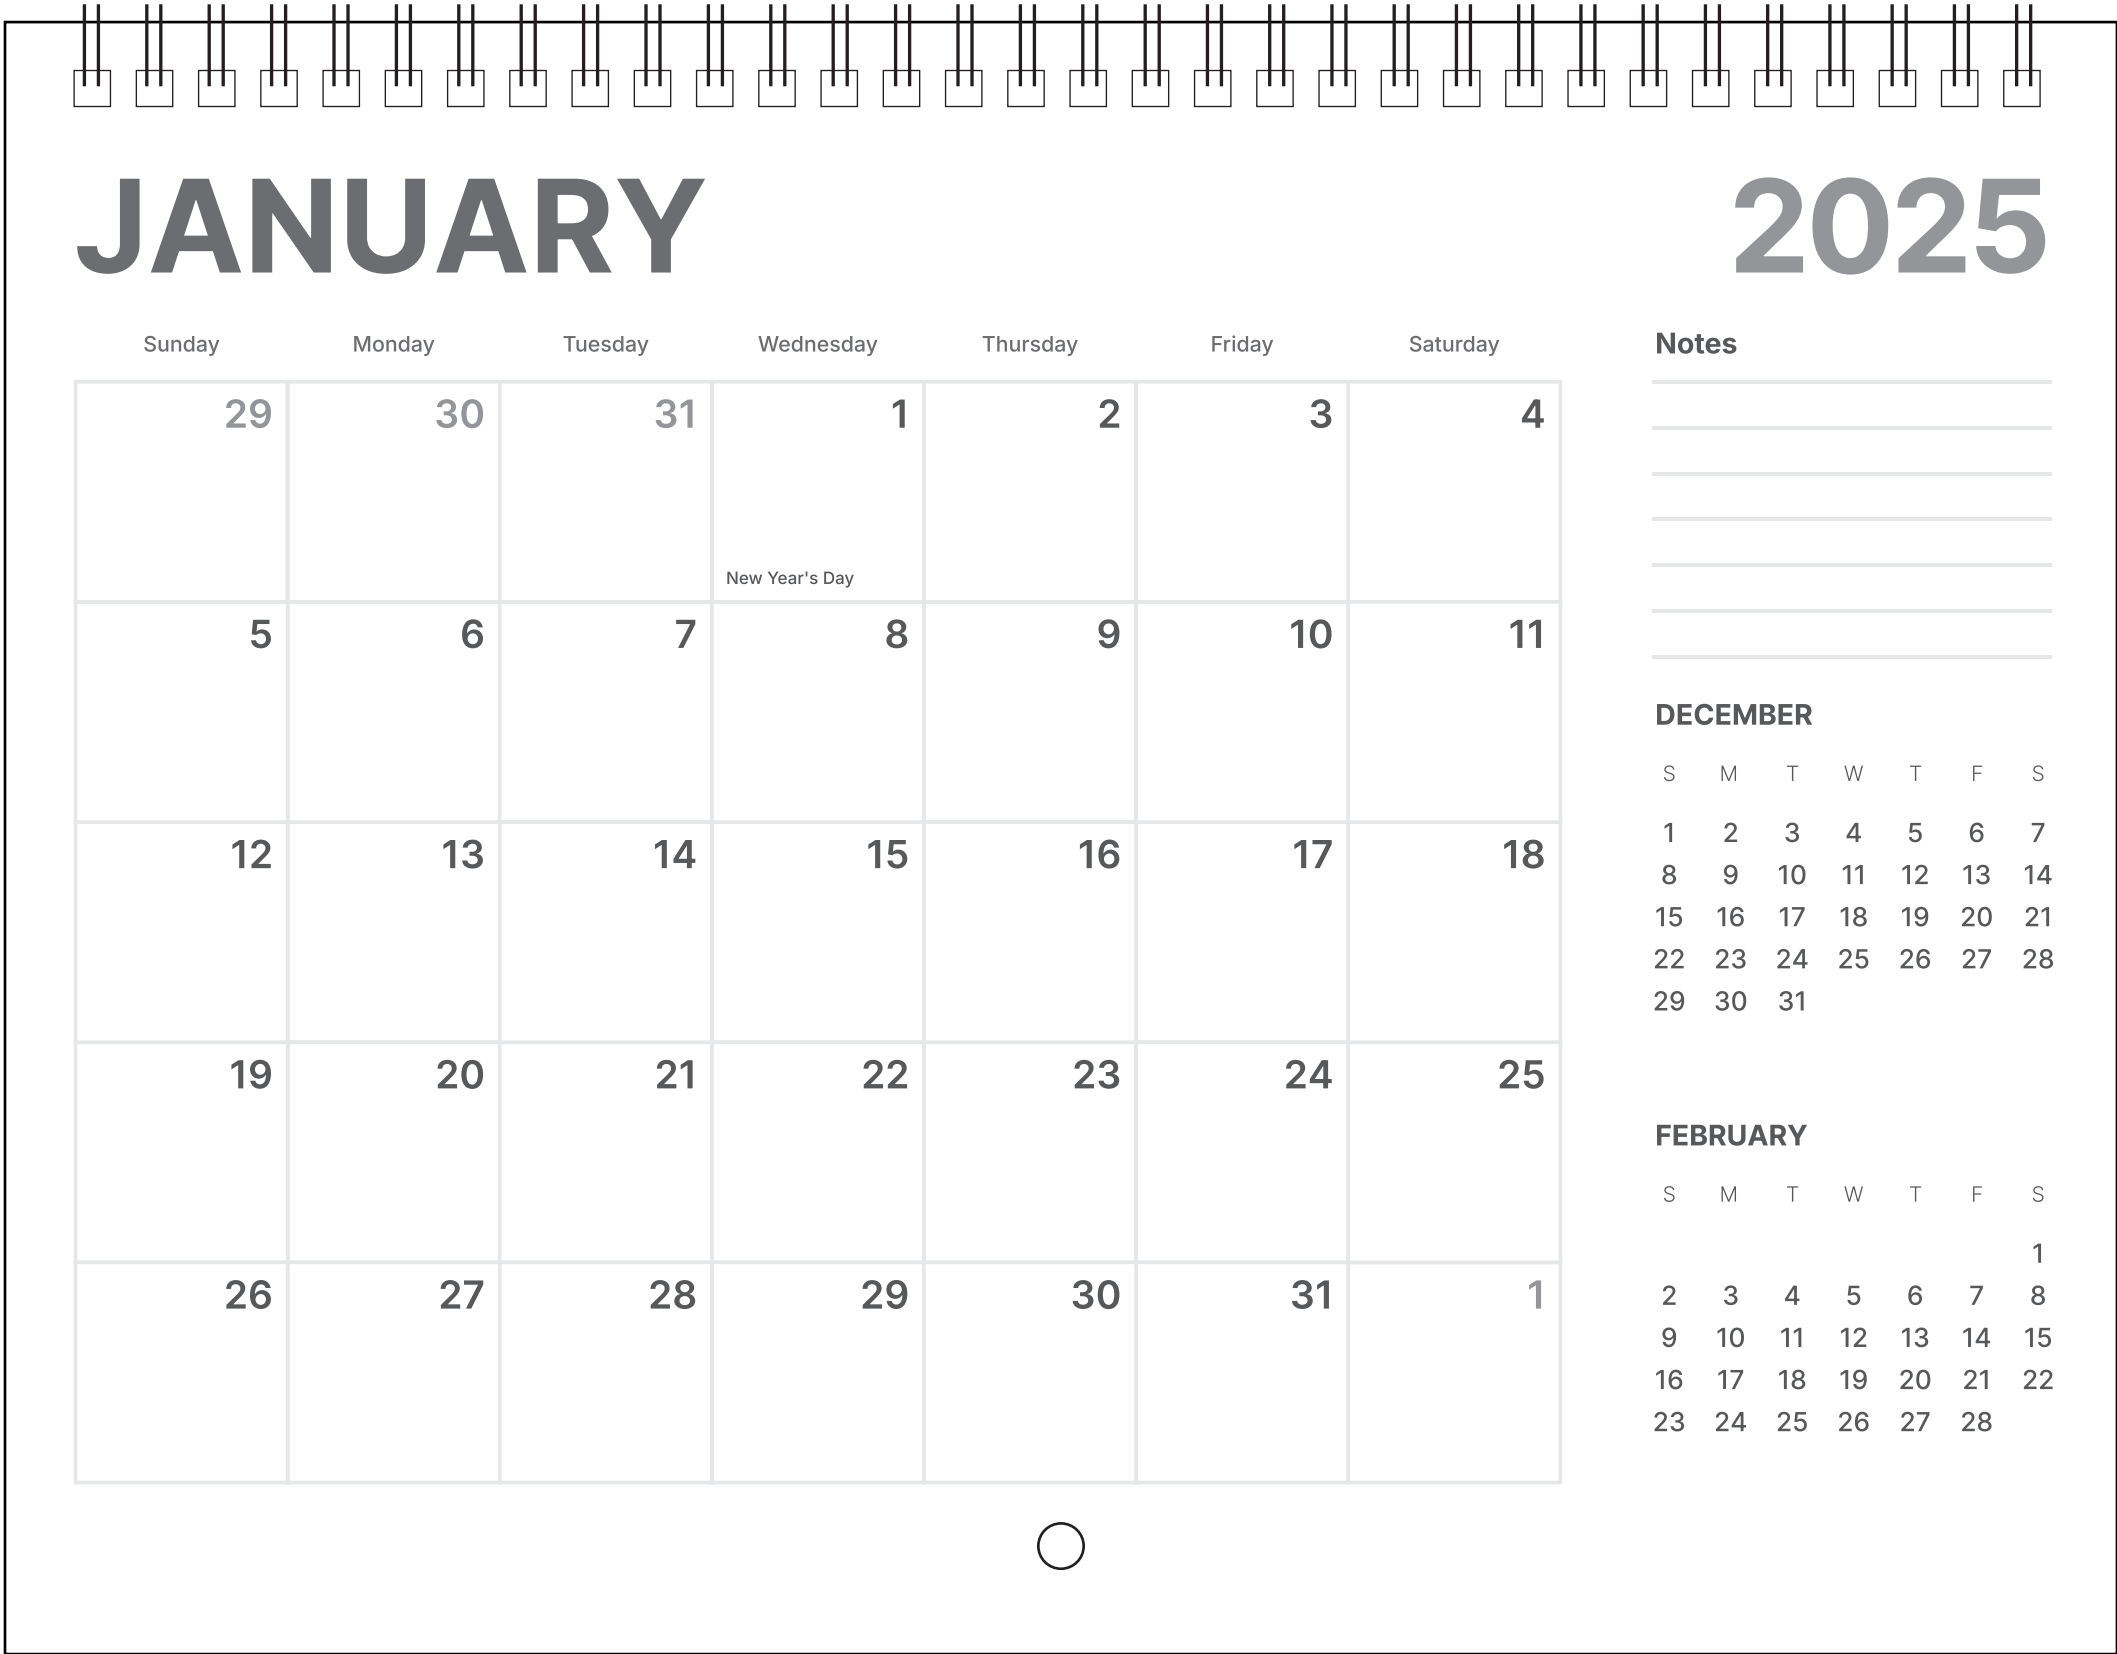 JANUARY 2025
Sunday Monday Tuesday Wednesday Thursday Friday Saturday
29 30 31 1 2 3 4
New Year's Day
5 6 7 8 9 10 11
12 13 14 15 16 17 18
19 20 21 22 23 24 25
26 27 28 29 30 31 1
Notes
DECEMBER
S M T W T F S
1 2 3 4 5 6 7
8 9 10 11 12 13 14
15 16 17 18 19 20 21
22 23 24 25 26 27 28
29 30 31
FEBRUARY
S M T W T F S
1
2 3 4 5 6 7 8
9 10 11 12 13 14 15
16 17 18 19 20 21 22
23 24 25 26 27 28